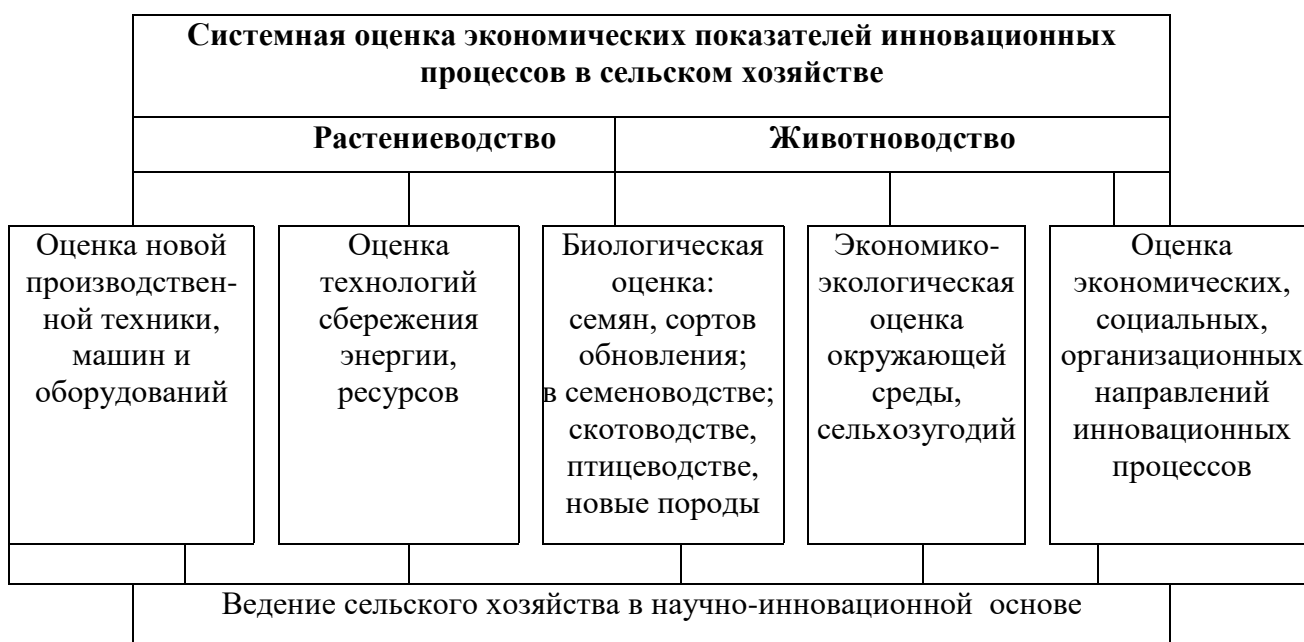 Системная оценка экономических показателей инновационных
процессов в сельском хозяйстве
Растениеводство
Животноводство
Оценка новой
производствен-
ной техники,
машин и
оборудований
Оценка
технологий
сбережения
энергии,
ресурсов
Биологическая
оценка:
семян, сортов
обновления;
в семеноводстве;
скотоводстве,
птицеводстве,
новые породы
Экономико-
экологическая
оценка
окружающей
среды,
сельхозугодий
Оценка
экономических,
социальных,
организационных
направлений
инновационных
процессов
Ведение сельского хозяйства в научно-инновационной основе